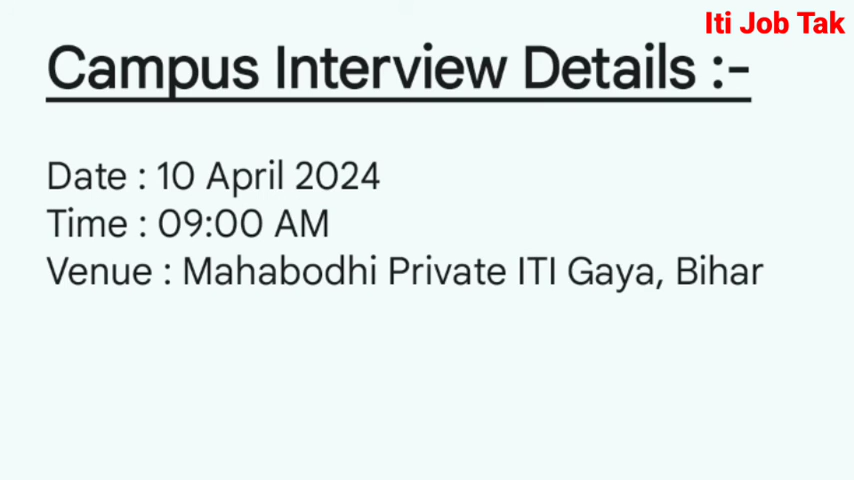 Iti Job Tak
Campus Interview Details :-
Date : 10 April 2024
Time : 09:00 AM
Venue : Mahabodhi Private ITI Gaya, Bihar